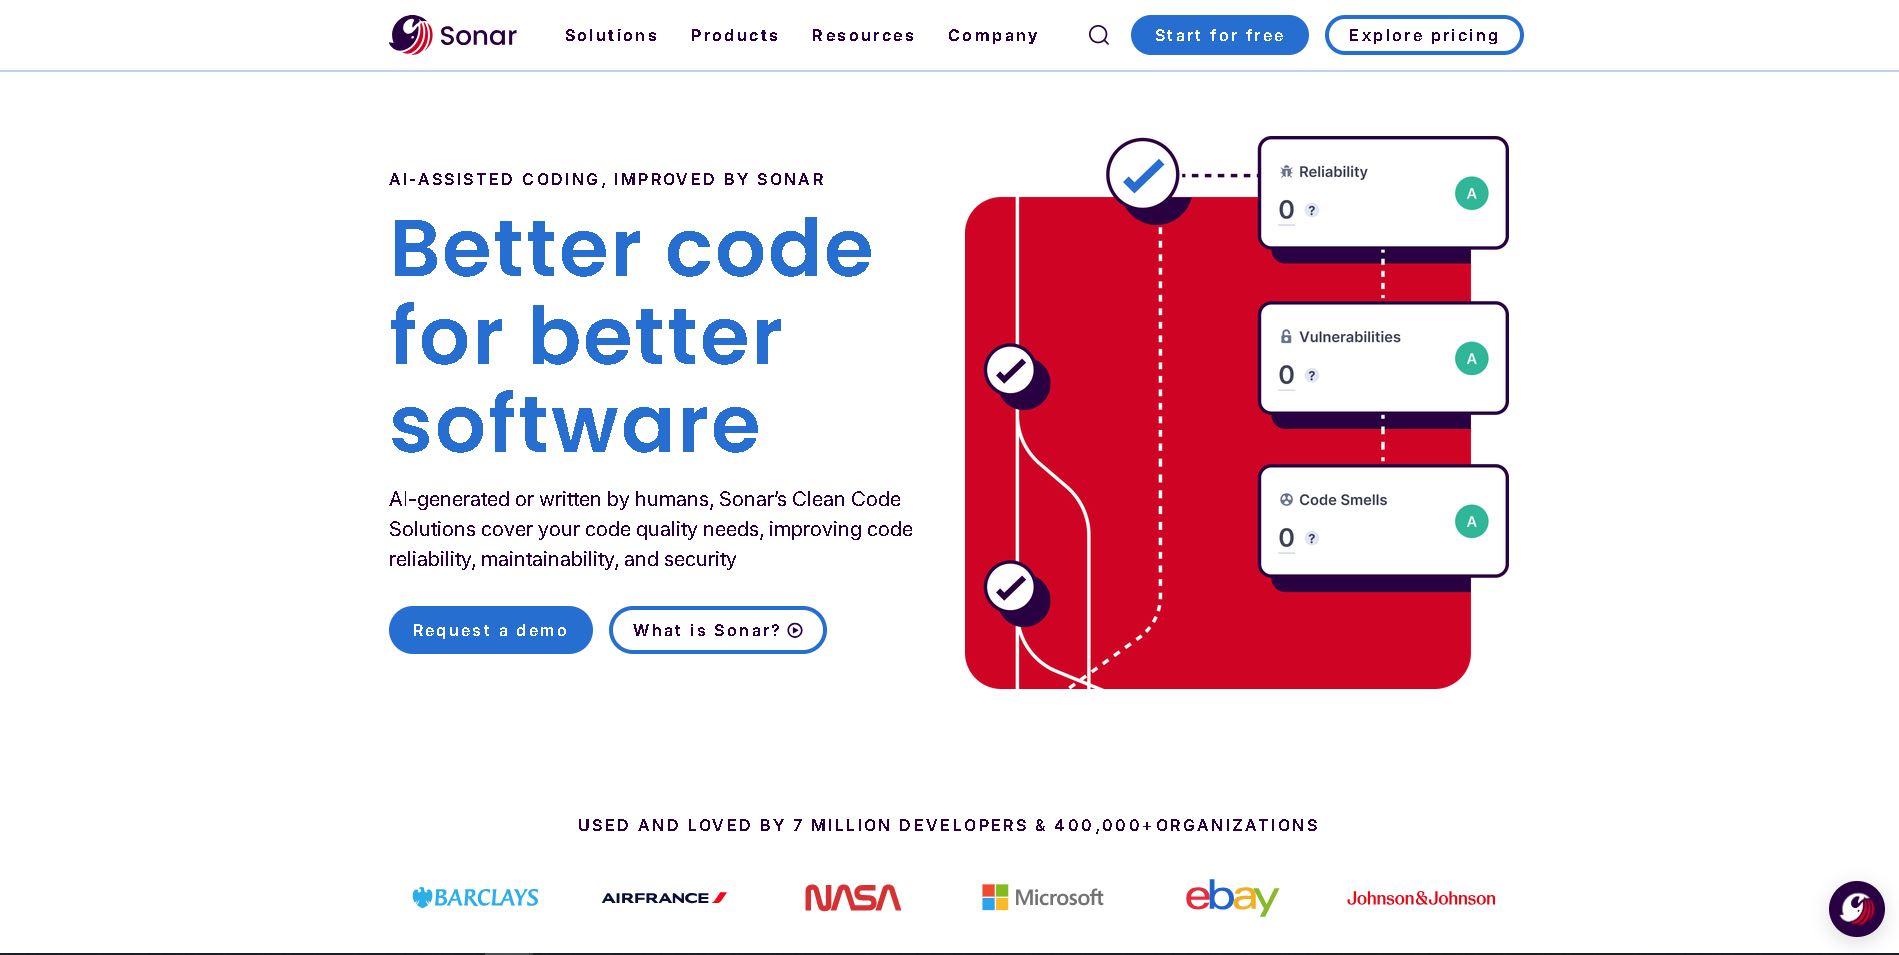 Sonar
Solutions
Products
Resources
Company
Start for free
Explore pricing
AI-ASSISTED CODING, IMPROVED BY SONAR
Better code
for better
software
AI-generated or written by humans, Sonar’s Clean Code
Solutions cover your code quality needs, improving code
reliability, maintainability, and security
Request a demo
What is Sonar?
Reliability
0 ?
A
Vulnerabilities
0 ?
A
Code Smells
0 ?
A
USED AND LOVED BY 7 MILLION DEVELOPERS & 400,000+ORGANIZATIONS
BARCLAYS
AIRFRANCE
NASA
Microsoft
ebay
Johnson&Johnson